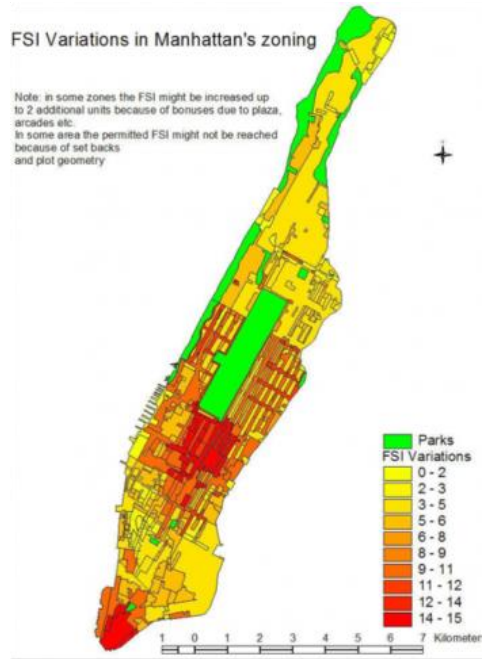 FSI Variations in Manhattan's zoning
Note: in some zones the FSI might be increased up
to 2 additional units because of bonuses due to plaza,
arcades etc.
In some area the permitted FSI might not be reached
because of set backs
and plot geometry
Parks
FSI Variations
0 - 2
2 - 3
3 - 5
5 - 6
6 - 8
8 - 9
9 - 11
11 - 12
12 - 14
14 - 15
1 0 1 2 3 4 5 6 7 Kilometer